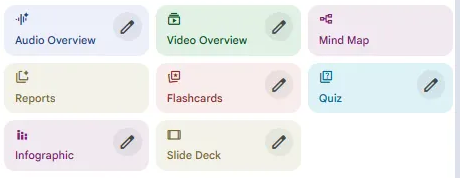 Audio Overview
Video Overview
Mind Map
Reports
Flashcards
Quiz
Infographic
Slide Deck